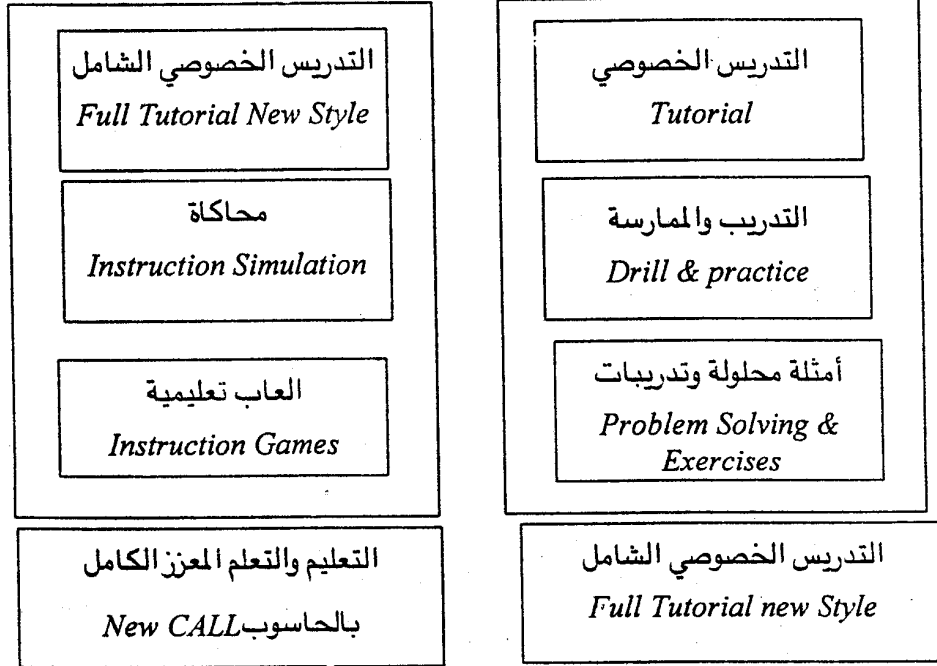 التدريس الخصوصي
Tutorial
التدريب والممارسة
Drill & practice
أمثلة محلولة وتدريبات
Problem Solving &
Exercises
التدريس الخصوصي الشامل
Full Tutorial new Style
التدريس الخصوصي الشامل
Full Tutorial New Style
محاكاة
Instruction Simulation
العاب تعليمية
Instruction Games
التعليم والتعلم المعزز الكامل
بالحاسوب New CALL